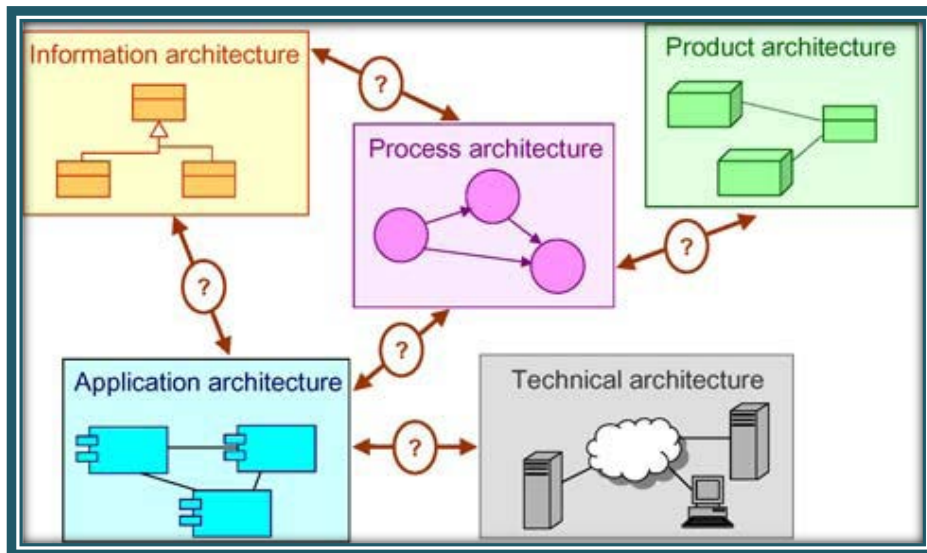 Information architecture
?
Product architecture
Process architecture
?
?
?
Application architecture
Technical architecture
?